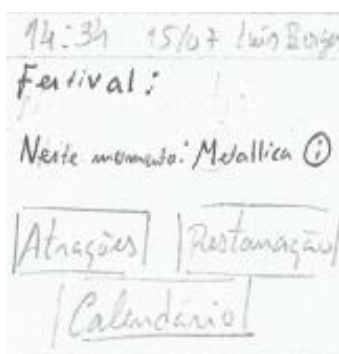 14:34 15/07 Luís Borges
Festival:
Neste momento: Metallica i
Atrações Restauração
Calendário